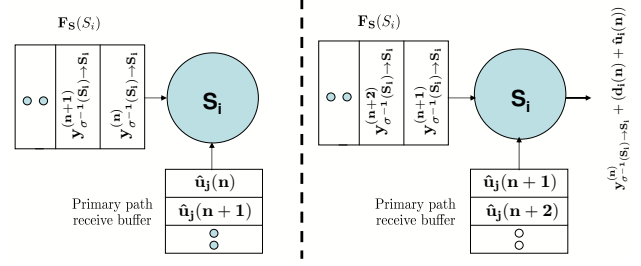 F_S(S_i)
y^{(n+1)}_{σ^{-1}(S_i)→S_i}
y^{(n)}_{σ^{-1}(S_i)→S_i}
S_i
û_j(n)
û_j(n + 1)
Primary path
receive buffer
F_S(S_i)
y^{(n+2)}_{σ^{-1}(S_i)→S_i}
y^{(n+1)}_{σ^{-1}(S_i)→S_i}
S_i
û_j(n + 1)
û_j(n + 2)
Primary path
receive buffer
y^{(n)}_{σ^{-1}(S_i)→S_i} + (d_i(n) + û_i(n))